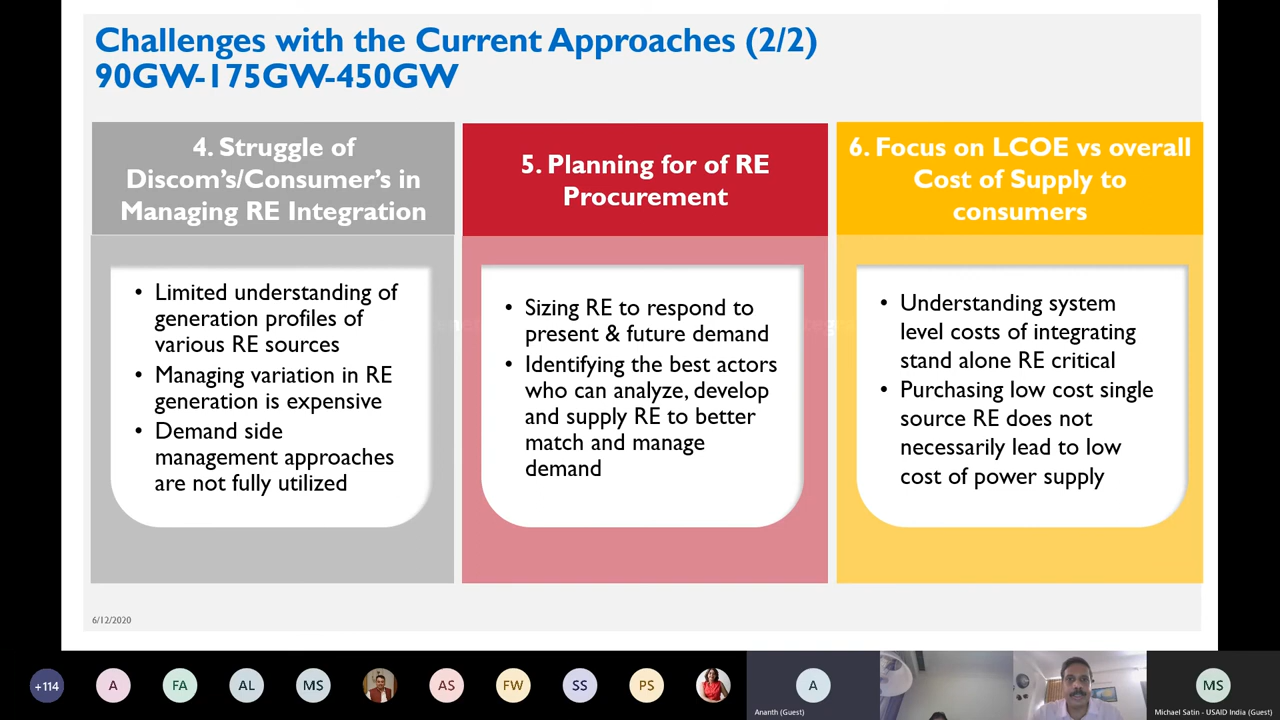 Challenges with the Current Approaches (2/2)
90GW-175GW-450GW
4. Struggle of
Discom's/Consumer's in
Managing RE Integration
• Limited understanding of
generation profiles of
various RE sources
• Managing variation in RE
generation is expensive
• Demand side
management approaches
are not fully utilized
5. Planning for of RE
Procurement
• Sizing RE to respond to
present & future demand
• Identifying the best actors
who can analyze, develop
and supply RE to better
match and manage
demand
6. Focus on LCOE vs overall
Cost of Supply to
consumers
• Understanding system
level costs of integrating
stand alone RE critical
• Purchasing low cost single
source RE does not
necessarily lead to low
cost of power supply
6/12/2020
+114
A
FA
AL
MS
AS
FW
SS
PS
A
Ananth (Guest)
MS
Michael Satin - USAID India (Guest)